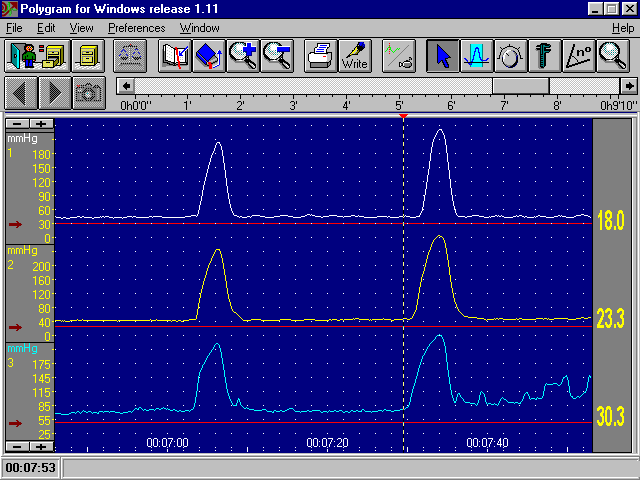 Polygram for Windows release 1.11
File Edit View Preferences Window Help
Write
nº
0h0'0" 1' 2' 3' 4' 5' 6' 7' 8' 0h9'10"
mmHg
1
180
150
120
90
60
30
0
18.0
mmHg
2
200
160
120
80
40
0
23.3
mmHg
3
175
145
115
85
55
25
30.3
00:07:00 00:07:20 00:07:40
00:07:53